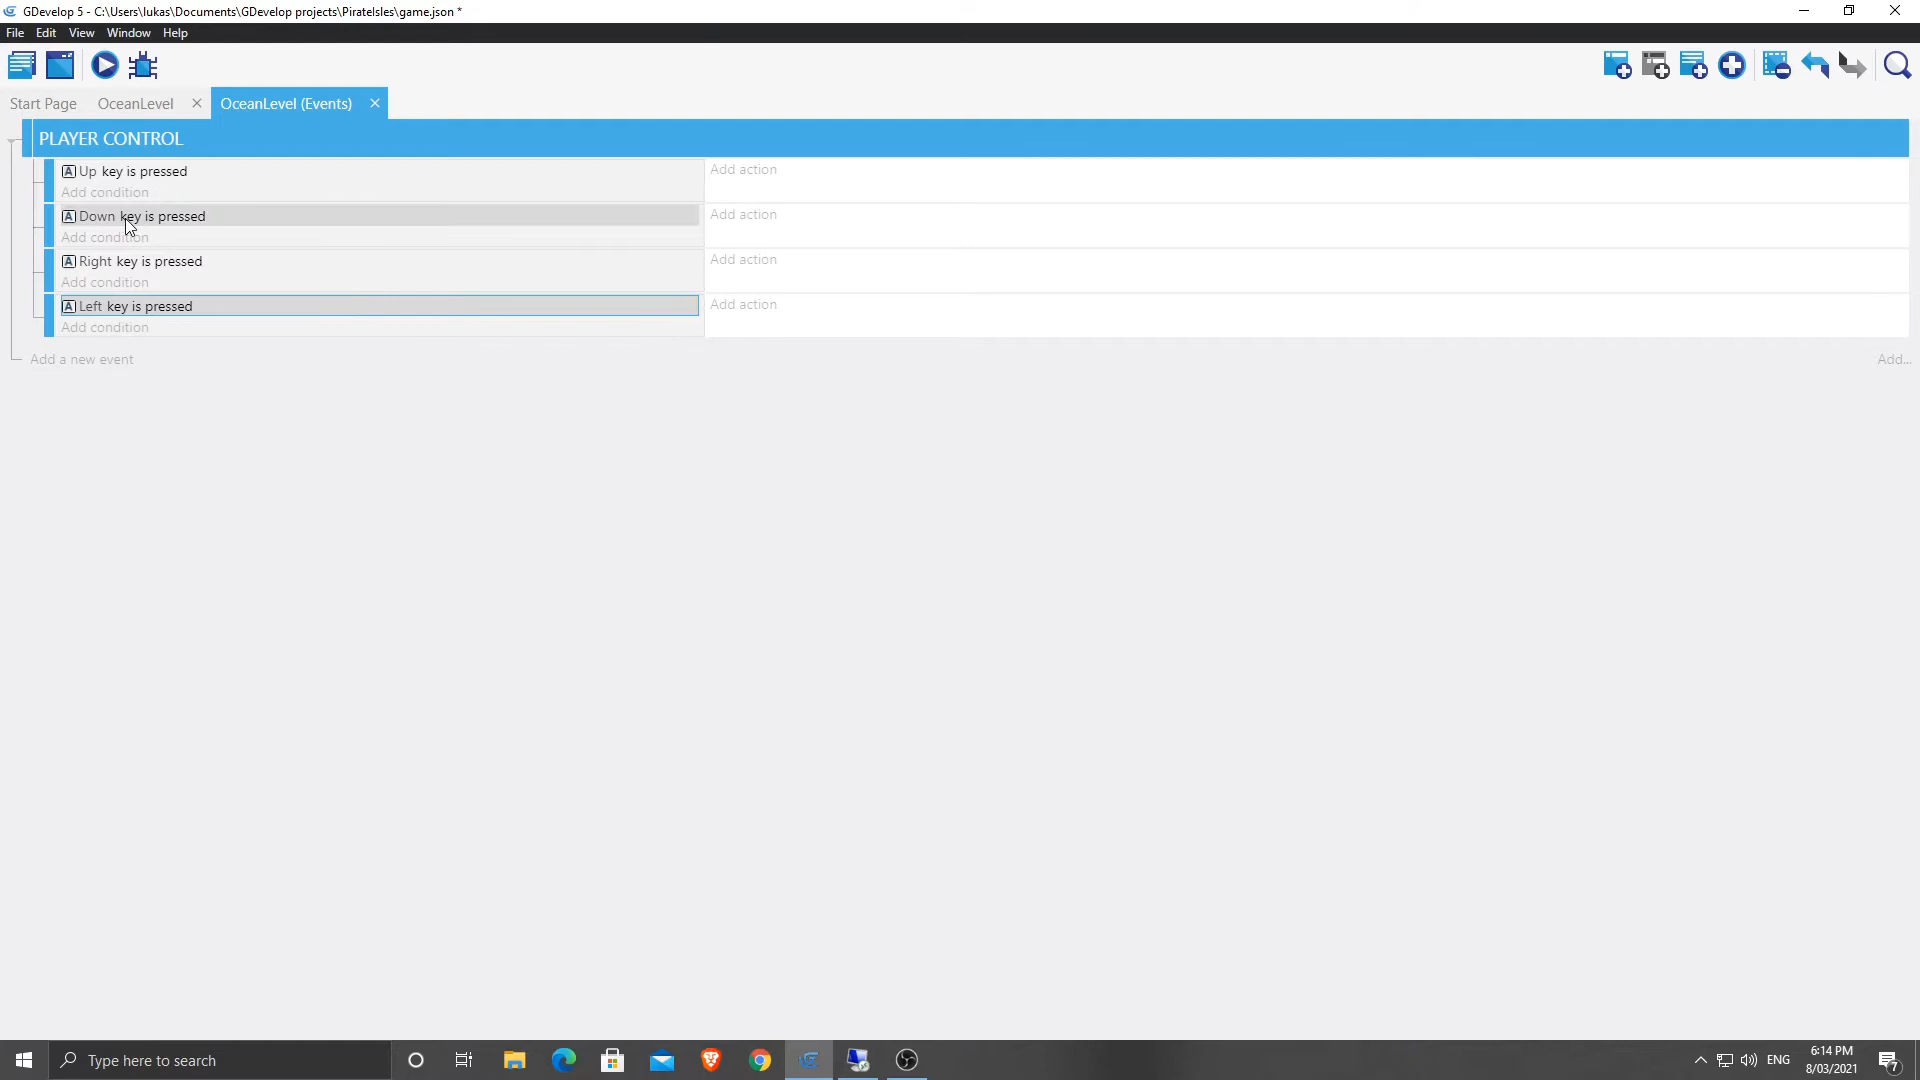 GDevelop 5 - C:\Users\lukas\Documents\GDevelop projects\PirateIsles\game.json *
File Edit View Window Help
Start Page OceanLevel OceanLevel (Events)
PLAYER CONTROL
Up key is pressed Add action
Add condition
Down key is pressed Add action
Add condition
Right key is pressed Add action
Add condition
Left key is pressed Add action
Add condition
Add a new event Add...
Type here to search ENG 6:14 PM
8/03/2021 7